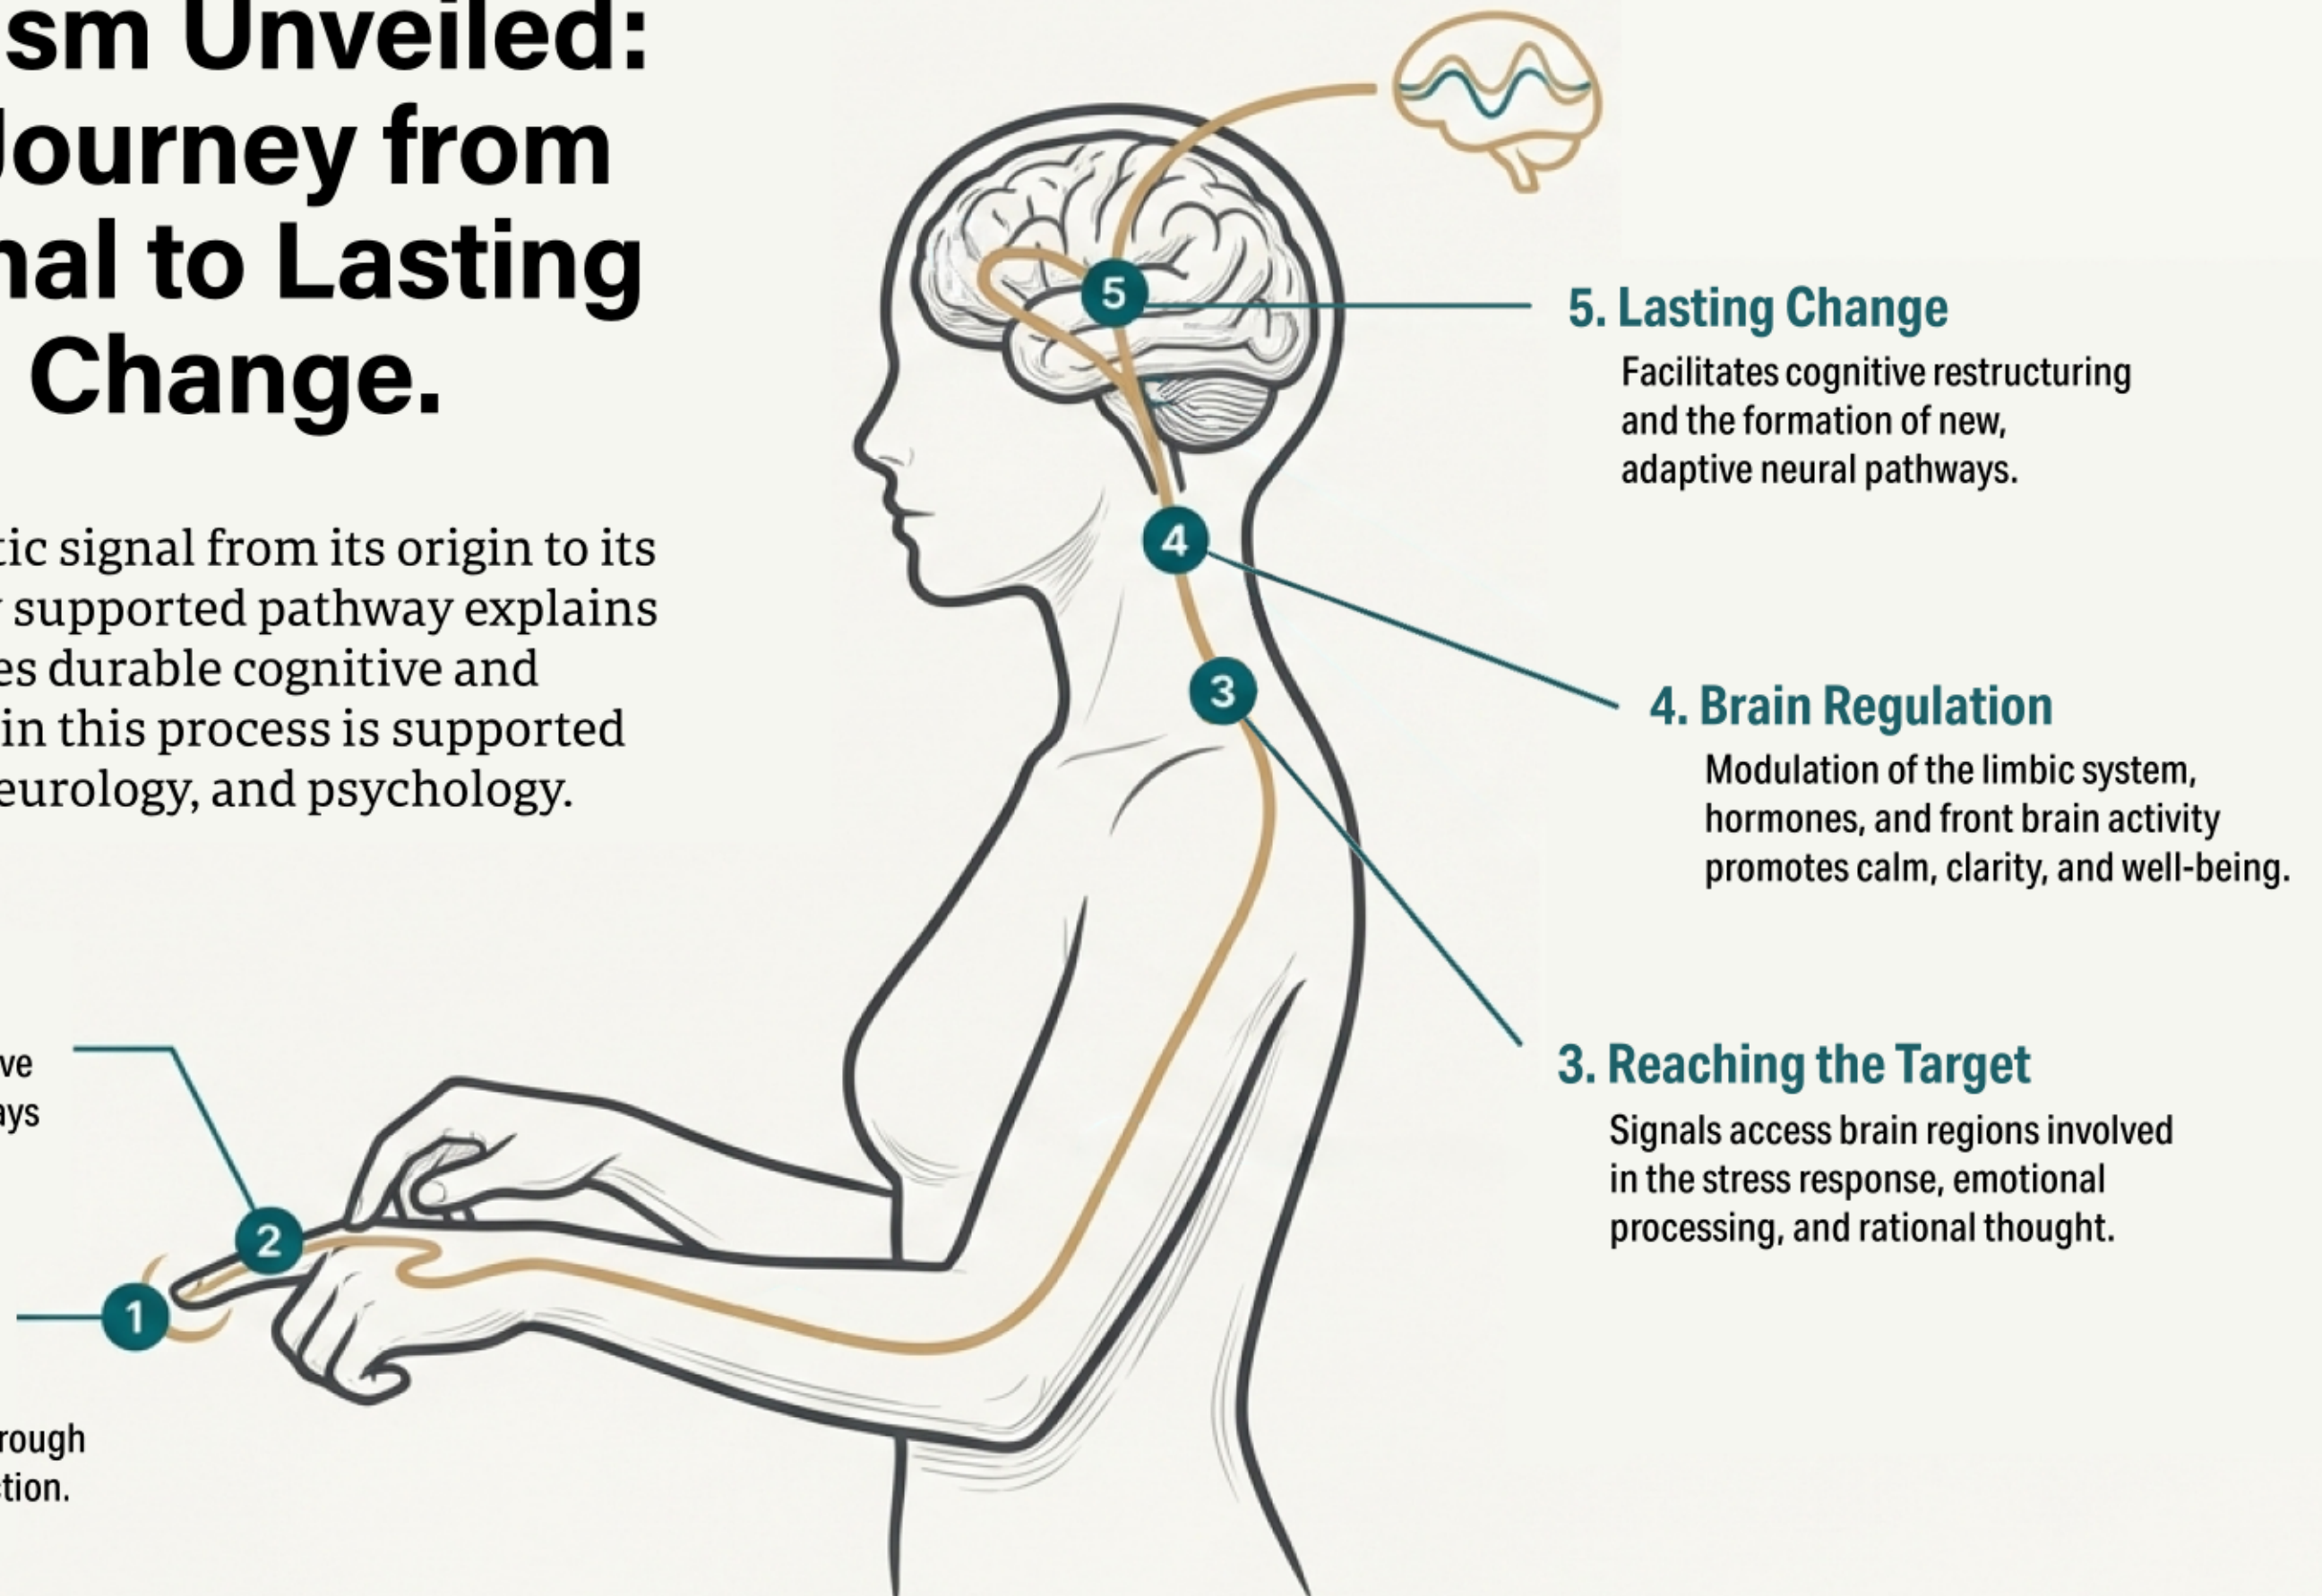 sm Unveiled:
Journey from
nal to Lasting
Change.
tic signal from its origin to its
supported pathway explains
es durable cognitive and
in this process is supported
eurology, and psychology.
ve
ays
2
1
rough
ction.
5
5. Lasting Change
Facilitates cognitive restructuring
and the formation of new,
adaptive neural pathways.
4
4. Brain Regulation
Modulation of the limbic system,
hormones, and front brain activity
promotes calm, clarity, and well-being.
3
3. Reaching the Target
Signals access brain regions involved
in the stress response, emotional
processing, and rational thought.